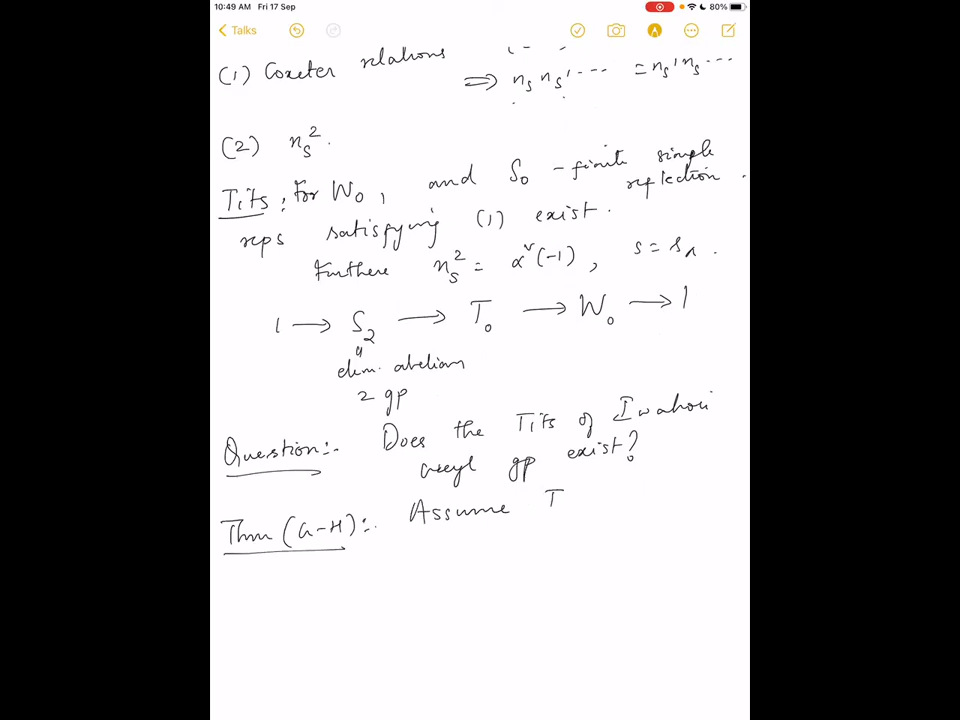 10:49 AM Fri 17 Sep 80%
Talks
(1) Coxeter relations ⟹ n_s n_s' ... = n_s' n_s ...
(2) n_s^2.
Tits: For W_0, and S_0 - finite simple reflection.
reps satisfying (1) exist.
Furthere n_s^2 = α^v(-1), s = s_α.
1 → S_2 → T_0 → W_0 → 1
elem. abelian
2 gp
Question:- Does the Tits of Iwahori
weyl gp exist?
Thm (G-H):- Assume T